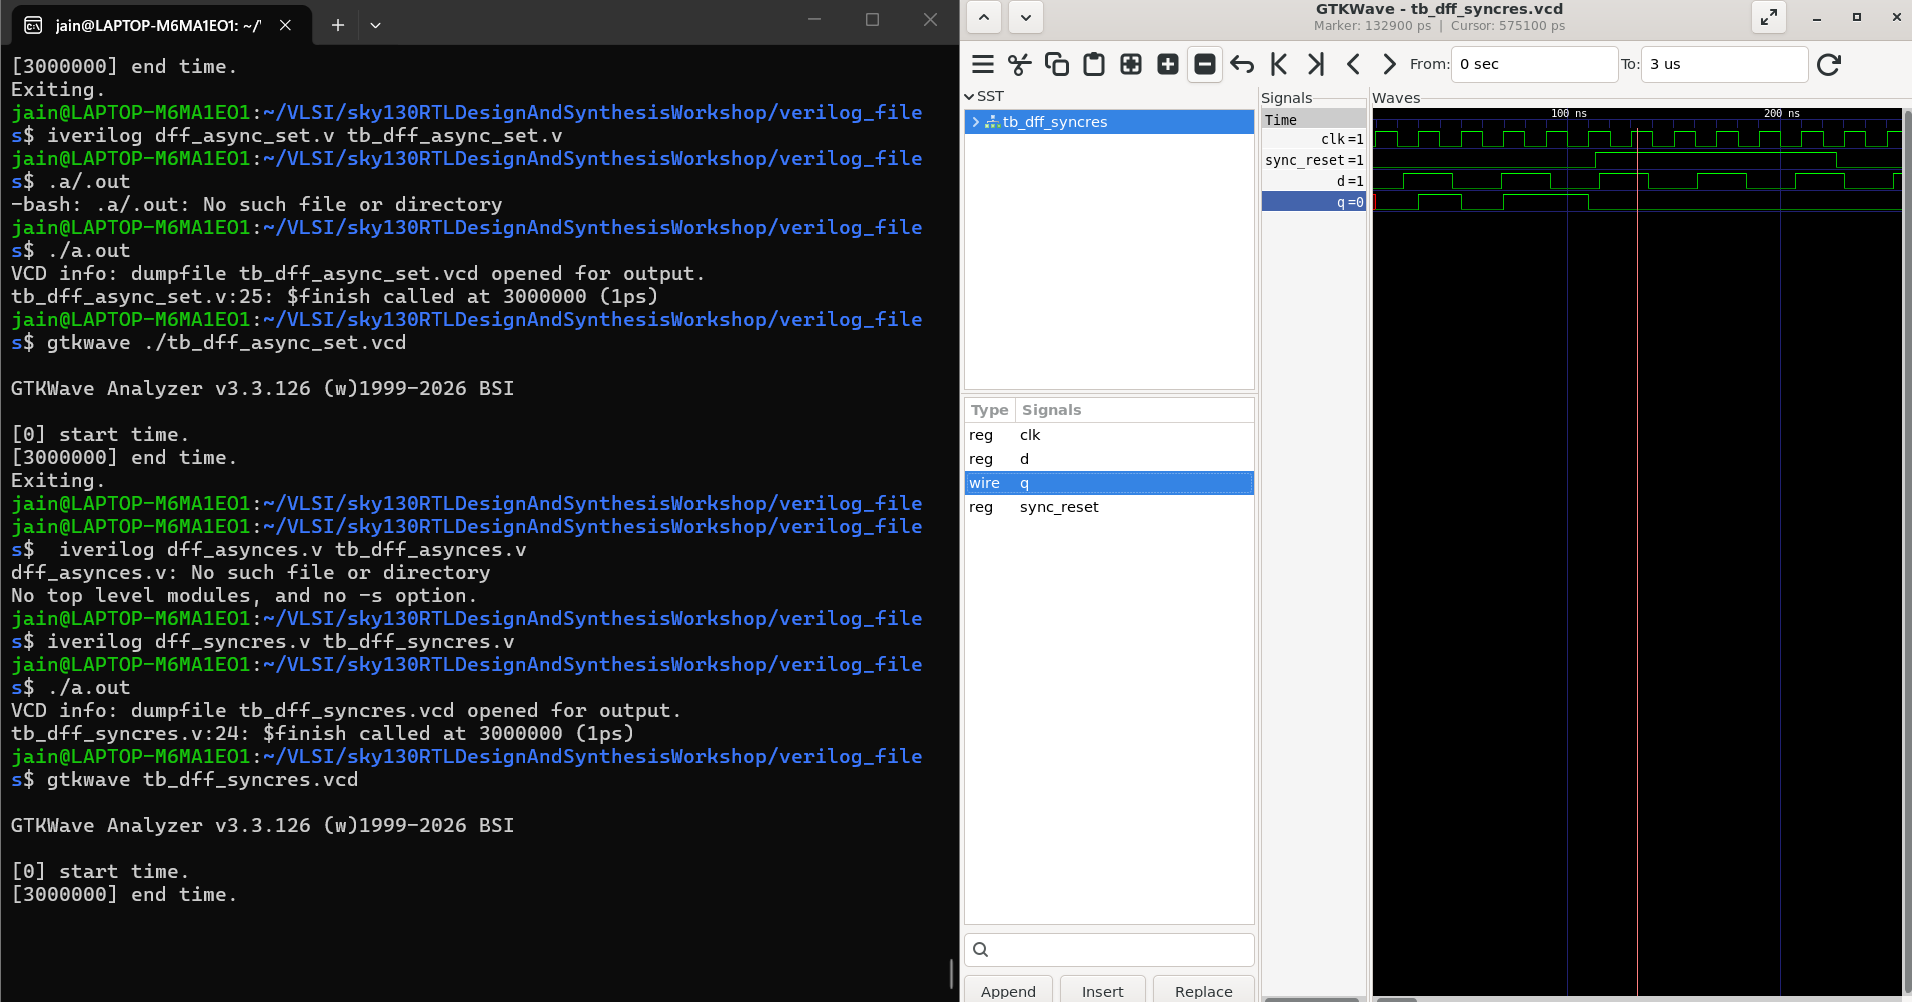 jain@LAPTOP-M6MA1EO1: ~/'
[3000000] end time.
Exiting.
jain@LAPTOP-M6MA1EO1:~/VLSI/sky130RTLDesignAndSynthesisWorkshop/verilog_file
s$ iverilog dff_async_set.v tb_dff_async_set.v
jain@LAPTOP-M6MA1EO1:~/VLSI/sky130RTLDesignAndSynthesisWorkshop/verilog_file
s$ .a/.out
-bash: .a/.out: No such file or directory
jain@LAPTOP-M6MA1EO1:~/VLSI/sky130RTLDesignAndSynthesisWorkshop/verilog_file
s$ ./a.out
VCD info: dumpfile tb_dff_async_set.vcd opened for output.
tb_dff_async_set.v:25: $finish called at 3000000 (1ps)
jain@LAPTOP-M6MA1EO1:~/VLSI/sky130RTLDesignAndSynthesisWorkshop/verilog_file
s$ gtkwave ./tb_dff_async_set.vcd
GTKWave Analyzer v3.3.126 (w)1999-2026 BSI
[0] start time.
[3000000] end time.
Exiting.
jain@LAPTOP-M6MA1EO1:~/VLSI/sky130RTLDesignAndSynthesisWorkshop/verilog_file
jain@LAPTOP-M6MA1EO1:~/VLSI/sky130RTLDesignAndSynthesisWorkshop/verilog_file
s$  iverilog dff_asynces.v tb_dff_asynces.v
dff_asynces.v: No such file or directory
No top level modules, and no -s option.
jain@LAPTOP-M6MA1EO1:~/VLSI/sky130RTLDesignAndSynthesisWorkshop/verilog_file
s$ iverilog dff_syncres.v tb_dff_syncres.v
jain@LAPTOP-M6MA1EO1:~/VLSI/sky130RTLDesignAndSynthesisWorkshop/verilog_file
s$ ./a.out
VCD info: dumpfile tb_dff_syncres.vcd opened for output.
tb_dff_syncres.v:24: $finish called at 3000000 (1ps)
jain@LAPTOP-M6MA1EO1:~/VLSI/sky130RTLDesignAndSynthesisWorkshop/verilog_file
s$ gtkwave tb_dff_syncres.vcd
GTKWave Analyzer v3.3.126 (w)1999-2026 BSI
[0] start time.
[3000000] end time.
GTKWave - tb_dff_syncres.vcd
Marker: 132900 ps | Cursor: 575100 ps
From: 0 sec To: 3 us
SST
tb_dff_syncres
Type Signals
reg clk
reg d
wire q
reg sync_reset
Append Insert Replace
Signals
Time
clk=1
sync_reset=1
d=1
q=0
Waves
100 ns 200 ns